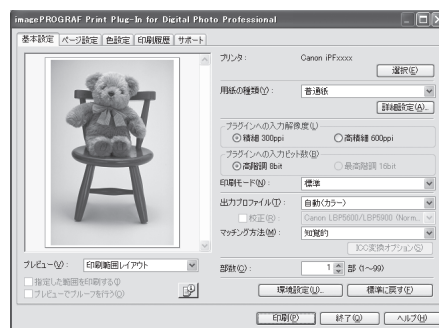 imagePROGRAF Print Plug-In for Digital Photo Professional
基本設定 ページ設定 色設定 印刷履歴 サポート
プリンタ： Canon iPFxxxx
選択(E)
用紙の種類(Y)： 普通紙
詳細設定(A)..
プラグインへの入力解像度(L)
精細 300ppi 高精細 600ppi
プラグインへの入力ビット数(B)
高階調 8bit 最高階調 16bit
印刷モード(N)： 標準
出力プロファイル(T)： 自動(カラー)
校正(R)： Canon LBP5600/LBP5900 (Norm..
マッチング方法(M)： 知覚的
ICC変換オプション(S)
プレビュー(V)： 印刷範囲レイアウト
部数(C)： 1 部 (1～99)
指定した範囲を印刷する(I)
プレビューでプルーフを行う(O)
環境設定(U)... 標準に戻す(F)
印刷(P) 終了(Q) ヘルプ(H)